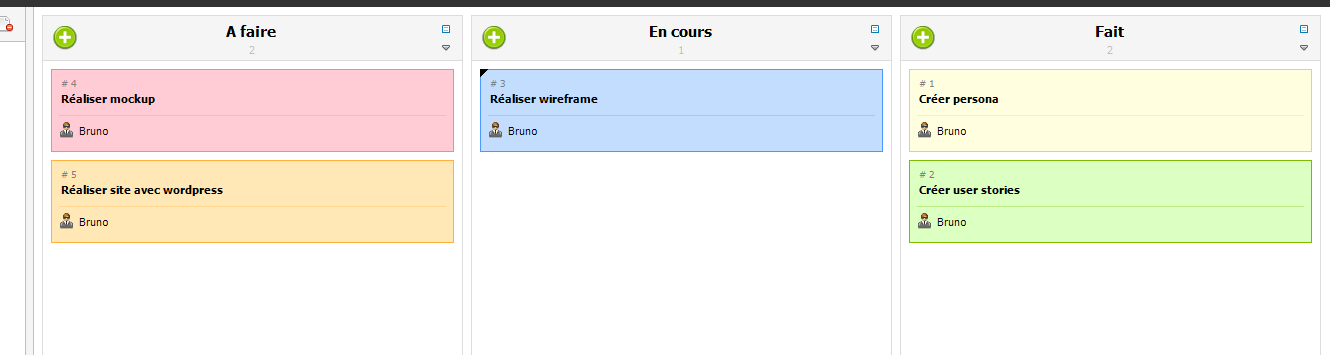 A faire
2
# 4
Réaliser mockup
Bruno
# 5
Réaliser site avec wordpress
Bruno
En cours
1
# 3
Réaliser wireframe
Bruno
Fait
2
# 1
Créer persona
Bruno
# 2
Créer user stories
Bruno